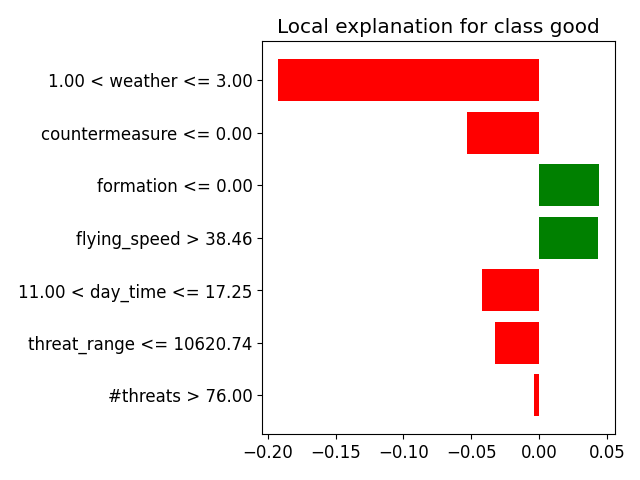 Local explanation for class good
1.00 < weather <= 3.00
countermeasure <= 0.00
formation <= 0.00
flying_speed > 38.46
11.00 < day_time <= 17.25
threat_range <= 10620.74
#threats > 76.00
−0.20 −0.15 −0.10 −0.05 0.00 0.05